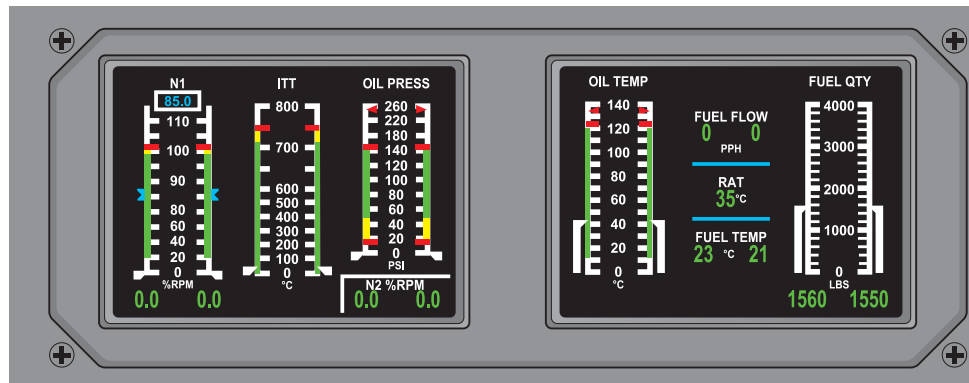 N1
85.0
110
100
90
80
60
40
20
0
%RPM
0.0 0.0
ITT
800
700
600
500
400
300
200
100
0
°C
OIL PRESS
260
220
180
140
120
100
80
60
40
20
0
PSI
N2 %RPM
0.0 0.0
OIL TEMP
140
120
100
80
60
40
20
0
°C
FUEL FLOW
0 0
PPH
RAT
35°C
FUEL TEMP
23 °C 21
FUEL QTY
4000
3000
2000
1000
0
LBS
1560 1550